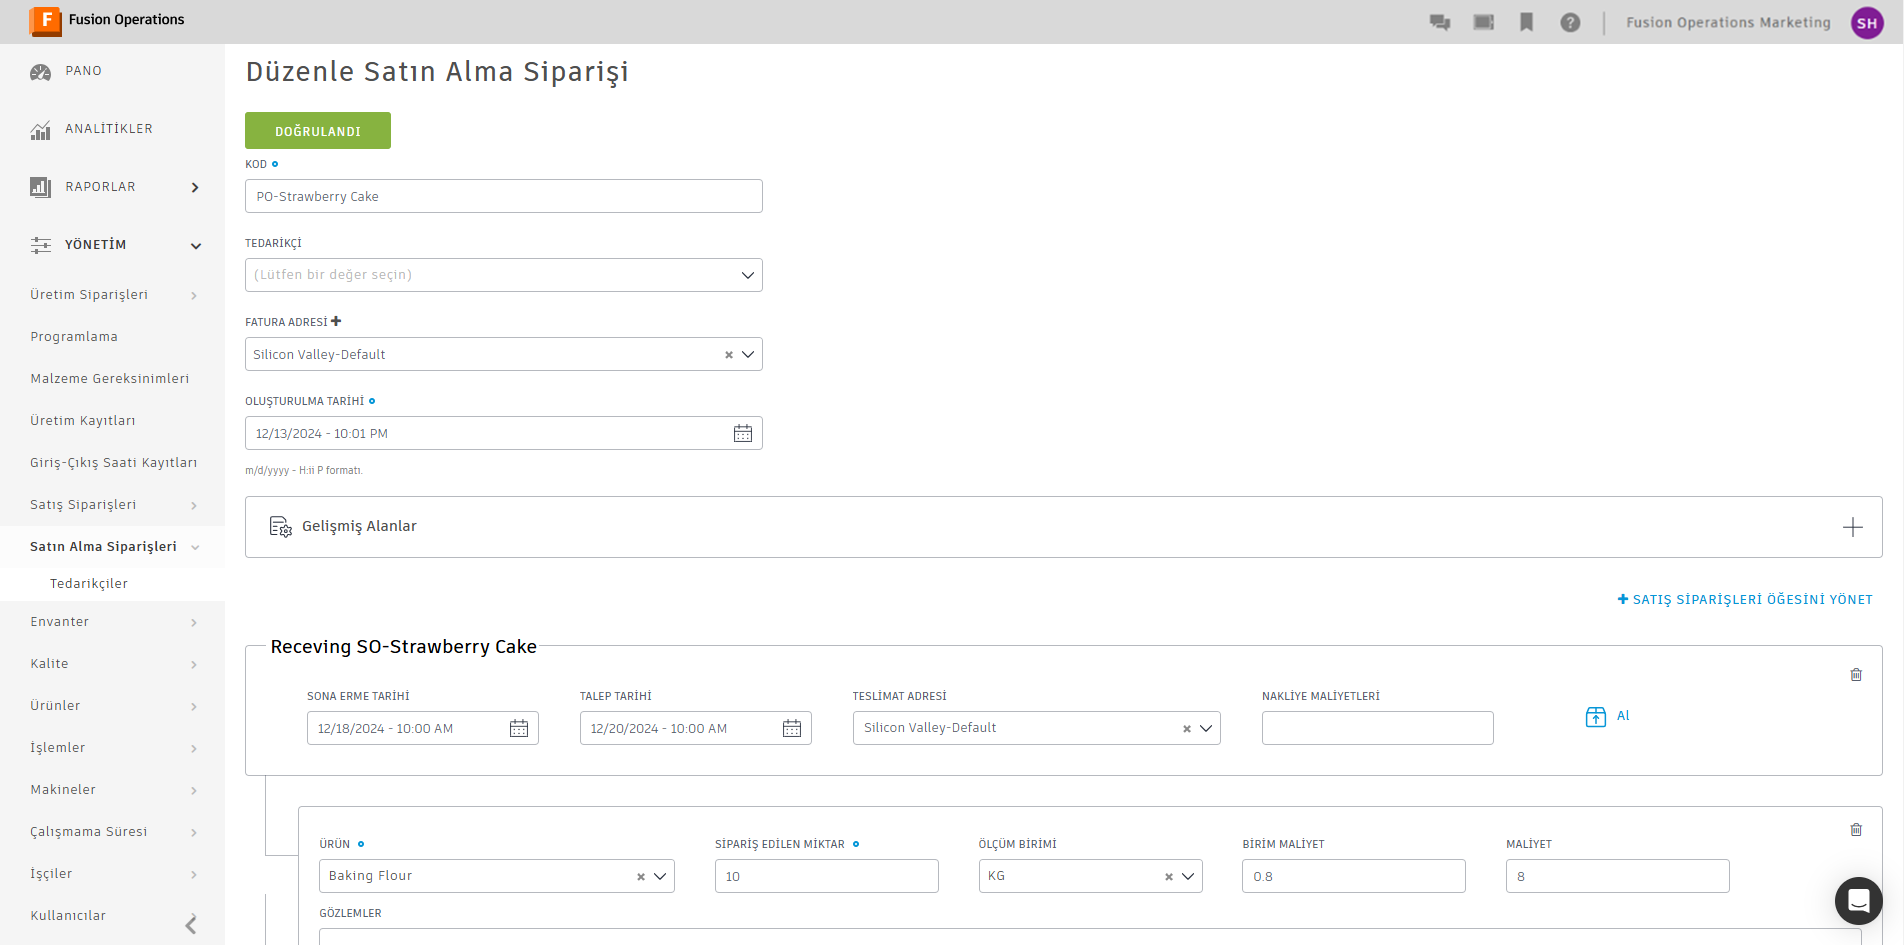 Fusion Operations
Fusion Operations Marketing
SH
PANO
ANALİTİKLER
RAPORLAR
YÖNETİM
Üretim Siparişleri
Programlama
Malzeme Gereksinimleri
Üretim Kayıtları
Giriş-Çıkış Saati Kayıtları
Satış Siparişleri
Satın Alma Siparişleri
Tedarikçiler
Envanter
Kalite
Ürünler
İşlemler
Makineler
Çalışmama Süresi
İşçiler
Kullanıcılar
Düzenle Satın Alma Siparişi
DOĞRULANDI
KOD
PO-Strawberry Cake
TEDARİKÇİ
(Lütfen bir değer seçin)
FATURA ADRESİ
Silicon Valley-Default
OLUŞTURULMA TARİHİ
12/13/2024 - 10:01 PM
m/d/yyyy - H:ii P formatı.
Gelişmiş Alanlar
SATIŞ SİPARİŞLERİ ÖĞESİNİ YÖNET
Receving SO-Strawberry Cake
SONA ERME TARİHİ TALEP TARİHİ TESLİMAT ADRESİ NAKLİYE MALİYETLERİ
12/18/2024 - 10:00 AM 12/20/2024 - 10:00 AM Silicon Valley-Default Al
ÜRÜN SİPARİŞ EDİLEN MİKTAR ÖLÇÜM BİRİMİ BİRİM MALİYET MALİYET
Baking Flour 10 KG 0.8 8
GÖZLEMLER